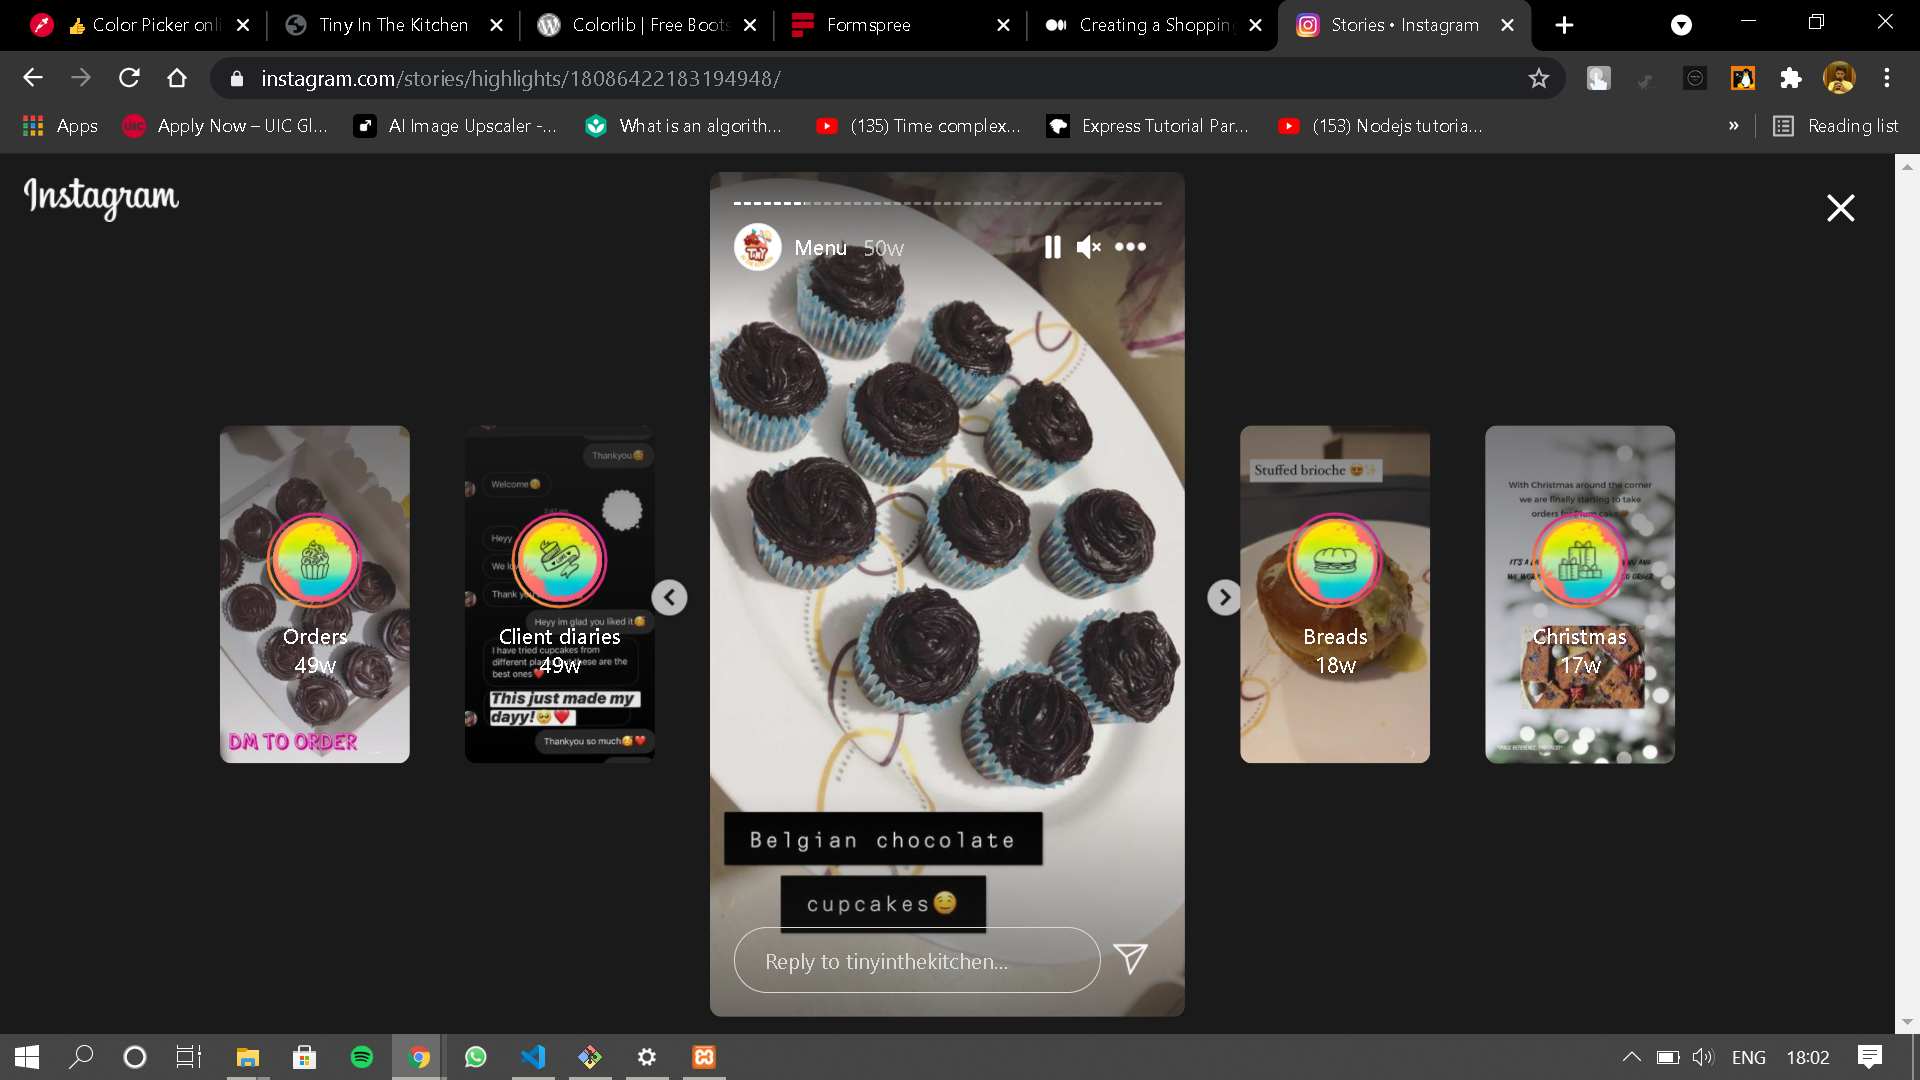 👍 Color Picker onli
Tiny In The Kitchen
Colorlib | Free Boots
Formspree
Creating a Shopping
Stories • Instagram
instagram.com/stories/highlights/18086422183194948/
Apps
Apply Now – UIC Gl...
AI Image Upscaler -...
What is an algorith...
(135) Time complex...
Express Tutorial Par...
(153) Nodejs tutoria...
»
Reading list
Instagram
Menu 50w
Belgian chocolate
cupcakes🤤
Reply to tinyinthekitchen...
Orders
49w
DM TO ORDER
Thankyou🥰
Welcome😘
Heyy
We lov
Thank yo
Heyy im glad you liked it🥰
Client diaries
49w
I have tried cupcakes from
different pla
these are the
best ones❤️
This just made my
dayy!🥺❤️
Thankyou so much🥰❤️
Stuffed brioche 😍✨
Breads
18w
With Christmas around the corner
we are finally starting to take
orders for Plum cake
Christmas
17w
ENG
18:02